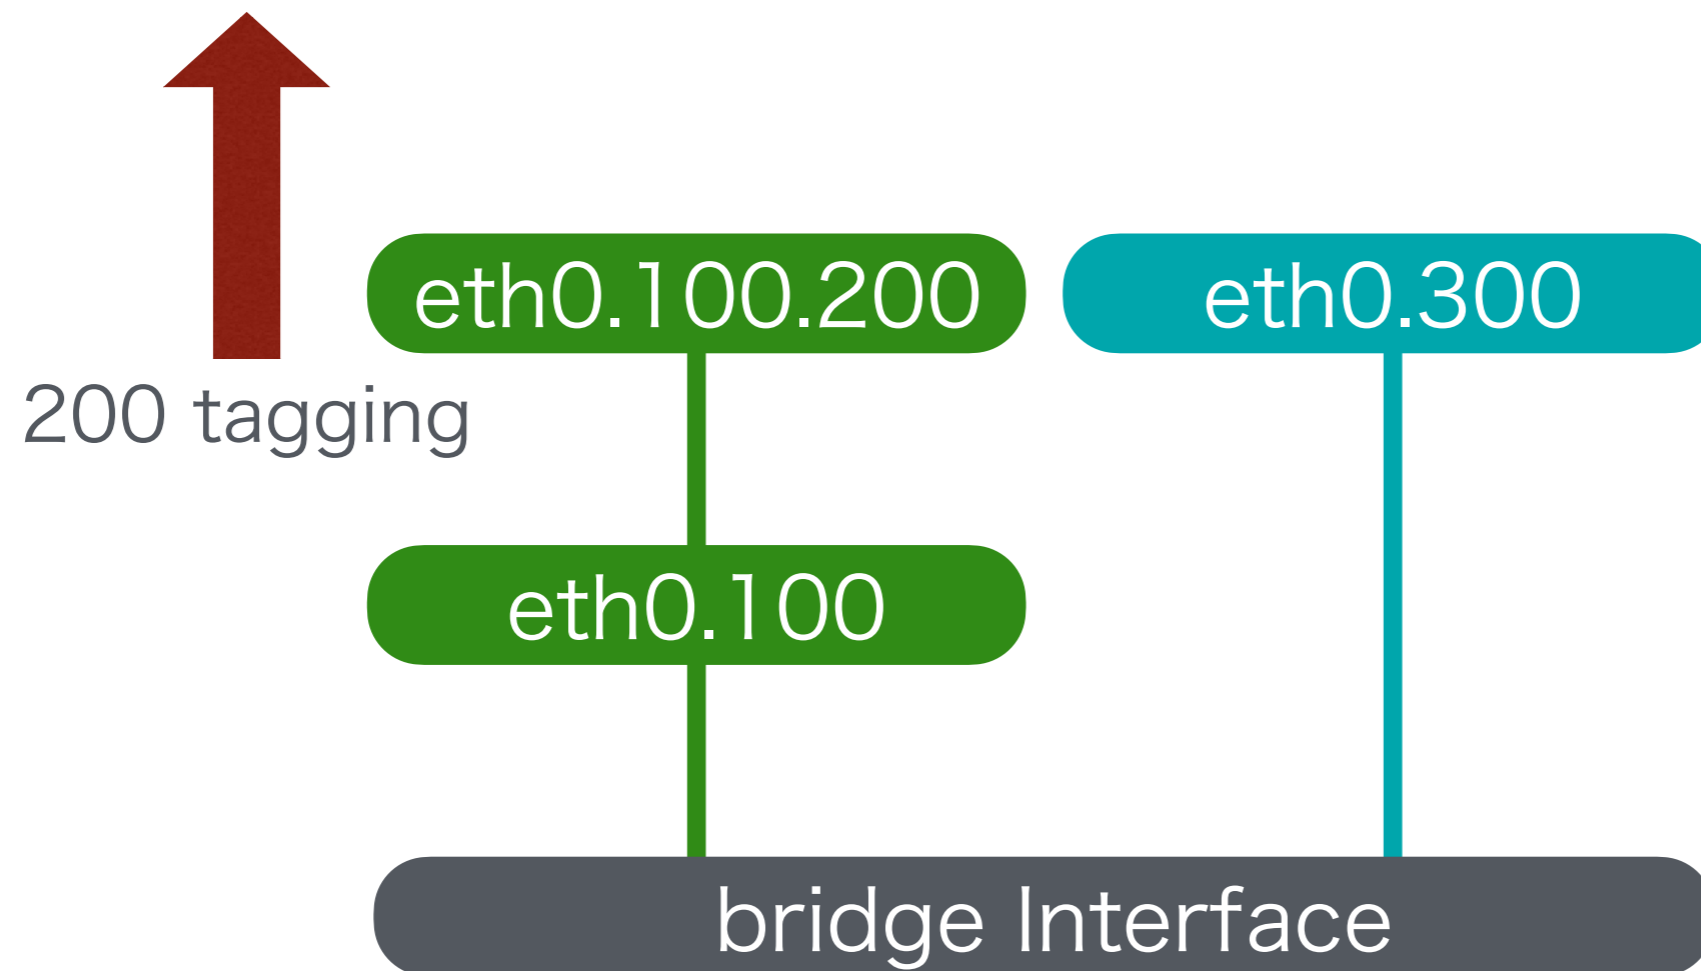 eth0.100.200
eth0.300
200 tagging
eth0.100
bridge Interface